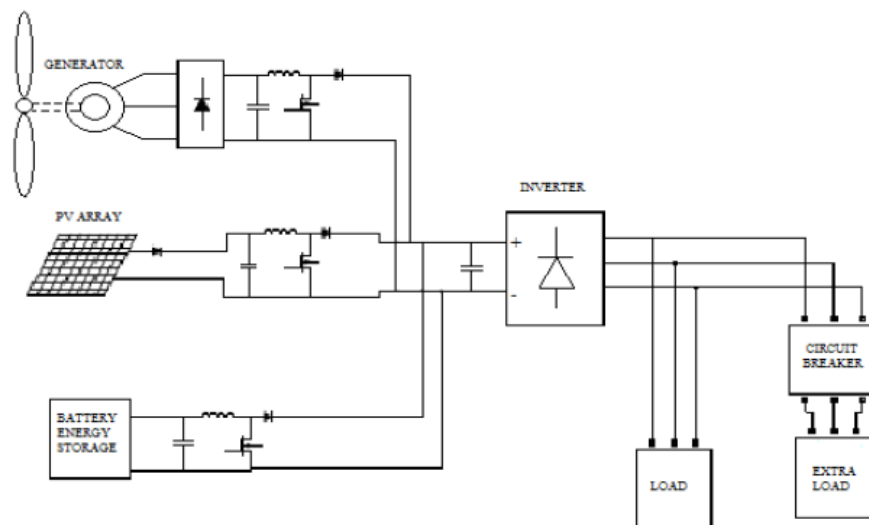 GENERATOR
PV ARRAY
INVERTER
+
-
CIRCUIT
BREAKER
BATTERY
ENERGY
STORAGE
LOAD
EXTRA
LOAD